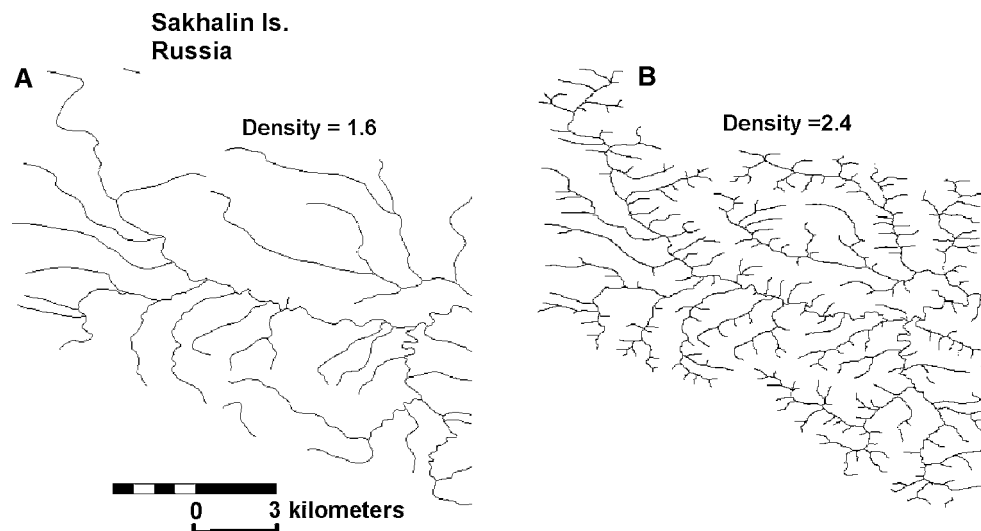 Sakhalin Is.
Russia
A
B
Density = 1.6
Density =2.4
0 3 kilometers